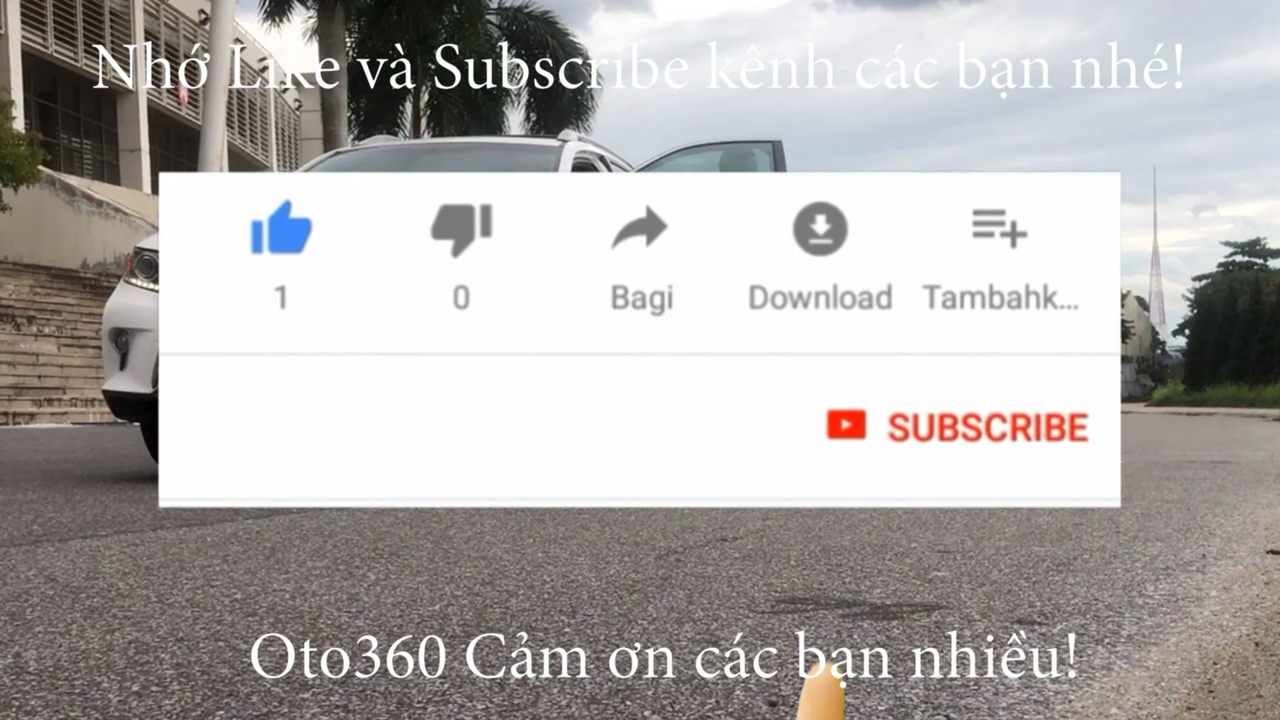 Nhớ Like và Subscribe kênh các bạn nhé!
1 0 Bagi Download Tambahk...
SUBSCRIBE
Oto360 Cảm ơn các bạn nhiều!